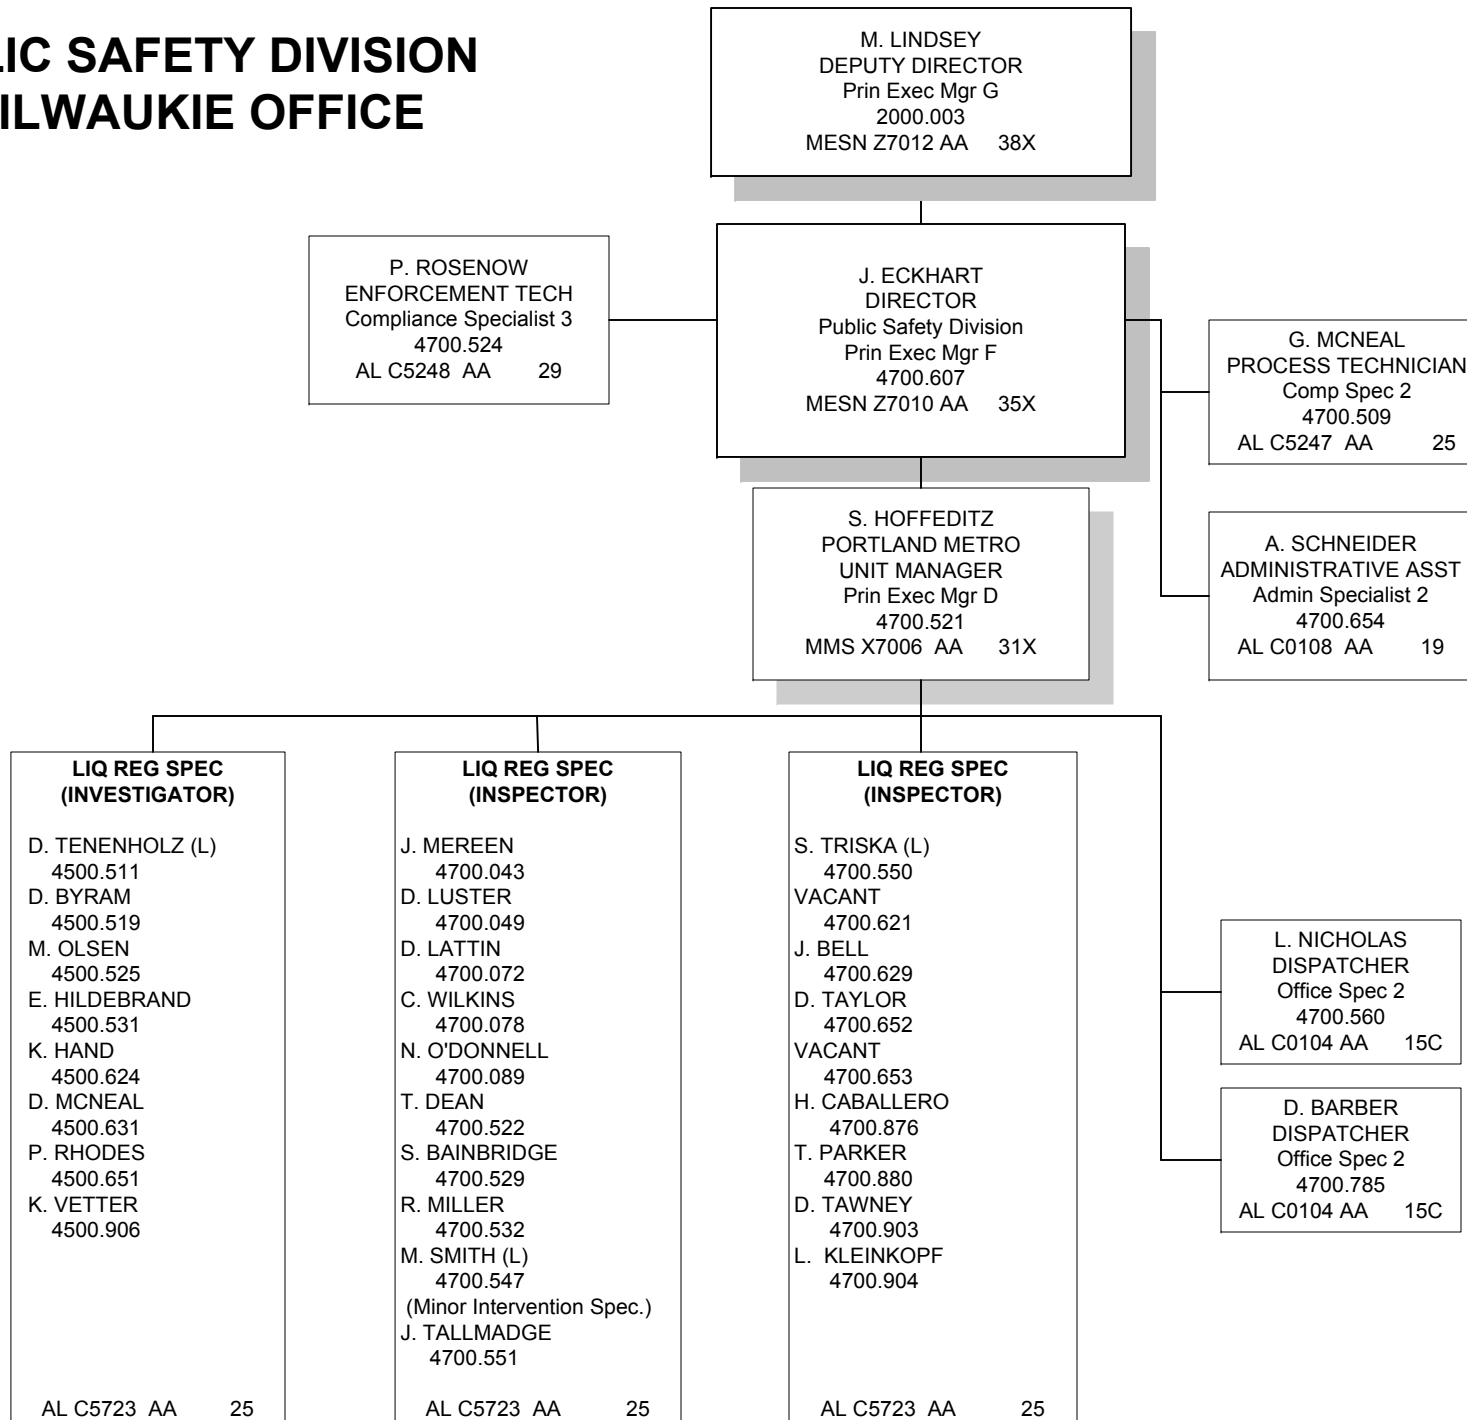 LIC SAFETY DIVISION
ILWAUKIE OFFICE
M. LINDSEY
DEPUTY DIRECTOR
Prin Exec Mgr G
2000.003
MESN Z7012 AA 38X
P. ROSENOW
ENFORCEMENT TECH
Compliance Specialist 3
4700.524
AL C5248 AA 29
J. ECKHART
DIRECTOR
Public Safety Division
Prin Exec Mgr F
4700.607
MESN Z7010 AA 35X
G. MCNEAL
PROCESS TECHNICIAN
Comp Spec 2
4700.509
AL C5247 AA 25
S. HOFFEDITZ
PORTLAND METRO
UNIT MANAGER
Prin Exec Mgr D
4700.521
MMS X7006 AA 31X
A. SCHNEIDER
ADMINISTRATIVE ASST
Admin Specialist 2
4700.654
AL C0108 AA 19
LIQ REG SPEC
(INVESTIGATOR)
D. TENENHOLZ (L)
4500.511
D. BYRAM
4500.519
M. OLSEN
4500.525
E. HILDEBRAND
4500.531
K. HAND
4500.624
D. MCNEAL
4500.631
P. RHODES
4500.651
K. VETTER
4500.906
AL C5723 AA 25
LIQ REG SPEC
(INSPECTOR)
J. MEREEN
4700.043
D. LUSTER
4700.049
D. LATTIN
4700.072
C. WILKINS
4700.078
N. O'DONNELL
4700.089
T. DEAN
4700.522
S. BAINBRIDGE
4700.529
R. MILLER
4700.532
M. SMITH (L)
4700.547
(Minor Intervention Spec.)
J. TALLMADGE
4700.551
AL C5723 AA 25
LIQ REG SPEC
(INSPECTOR)
S. TRISKA (L)
4700.550
VACANT
4700.621
J. BELL
4700.629
D. TAYLOR
4700.652
VACANT
4700.653
H. CABALLERO
4700.876
T. PARKER
4700.880
D. TAWNEY
4700.903
L. KLEINKOPF
4700.904
AL C5723 AA 25
L. NICHOLAS
DISPATCHER
Office Spec 2
4700.560
AL C0104 AA 15C
D. BARBER
DISPATCHER
Office Spec 2
4700.785
AL C0104 AA 15C